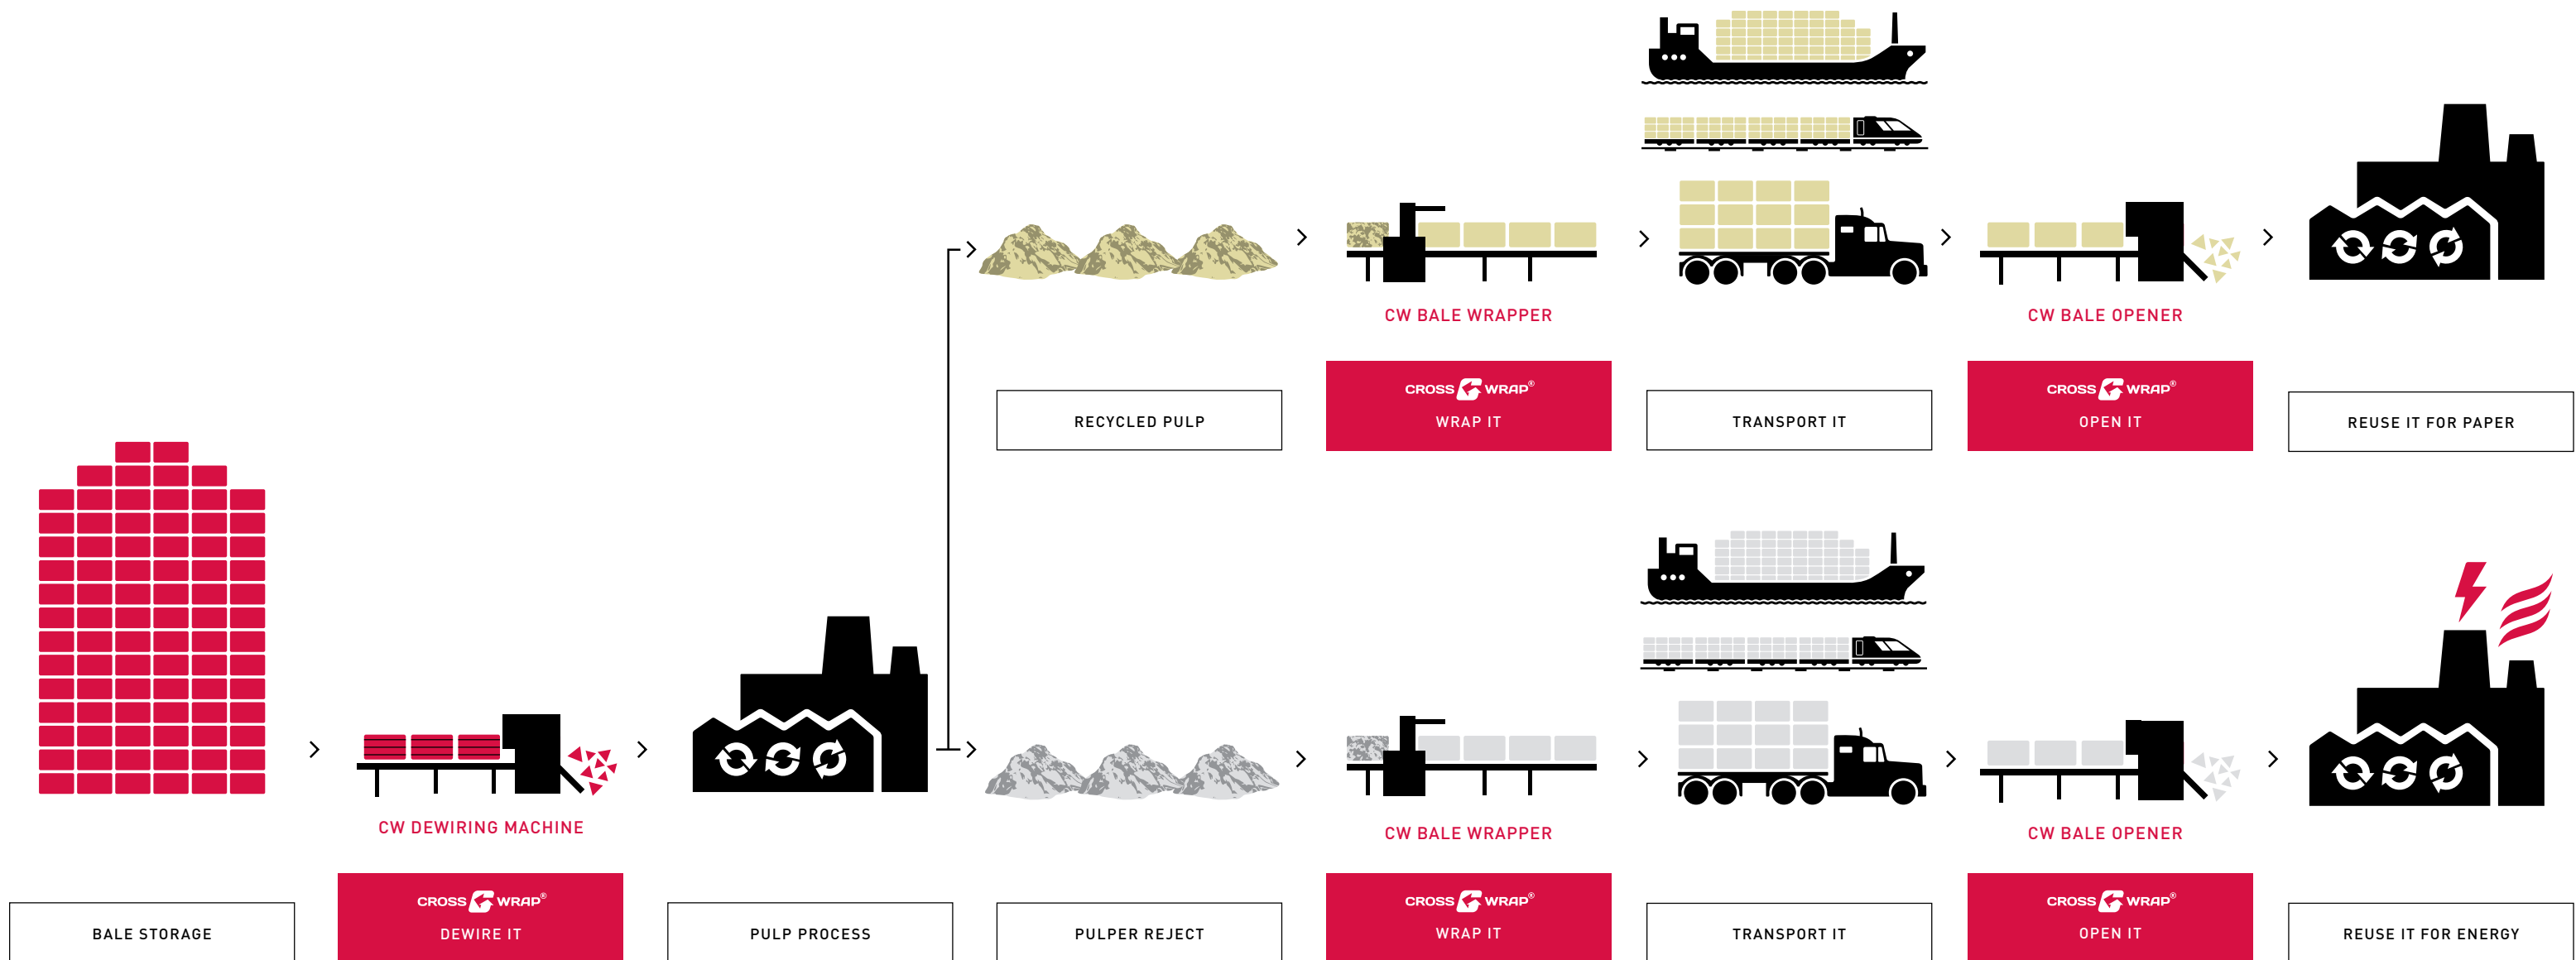 CW BALE WRAPPER
CW BALE OPENER
RECYCLED PULP
CROSS WRAP®
WRAP IT
TRANSPORT IT
CROSS WRAP®
OPEN IT
REUSE IT FOR PAPER
CW DEWIRING MACHINE
CW BALE WRAPPER
CW BALE OPENER
BALE STORAGE
CROSS WRAP®
DEWIRE IT
PULP PROCESS
PULPER REJECT
CROSS WRAP®
WRAP IT
TRANSPORT IT
CROSS WRAP®
OPEN IT
REUSE IT FOR ENERGY